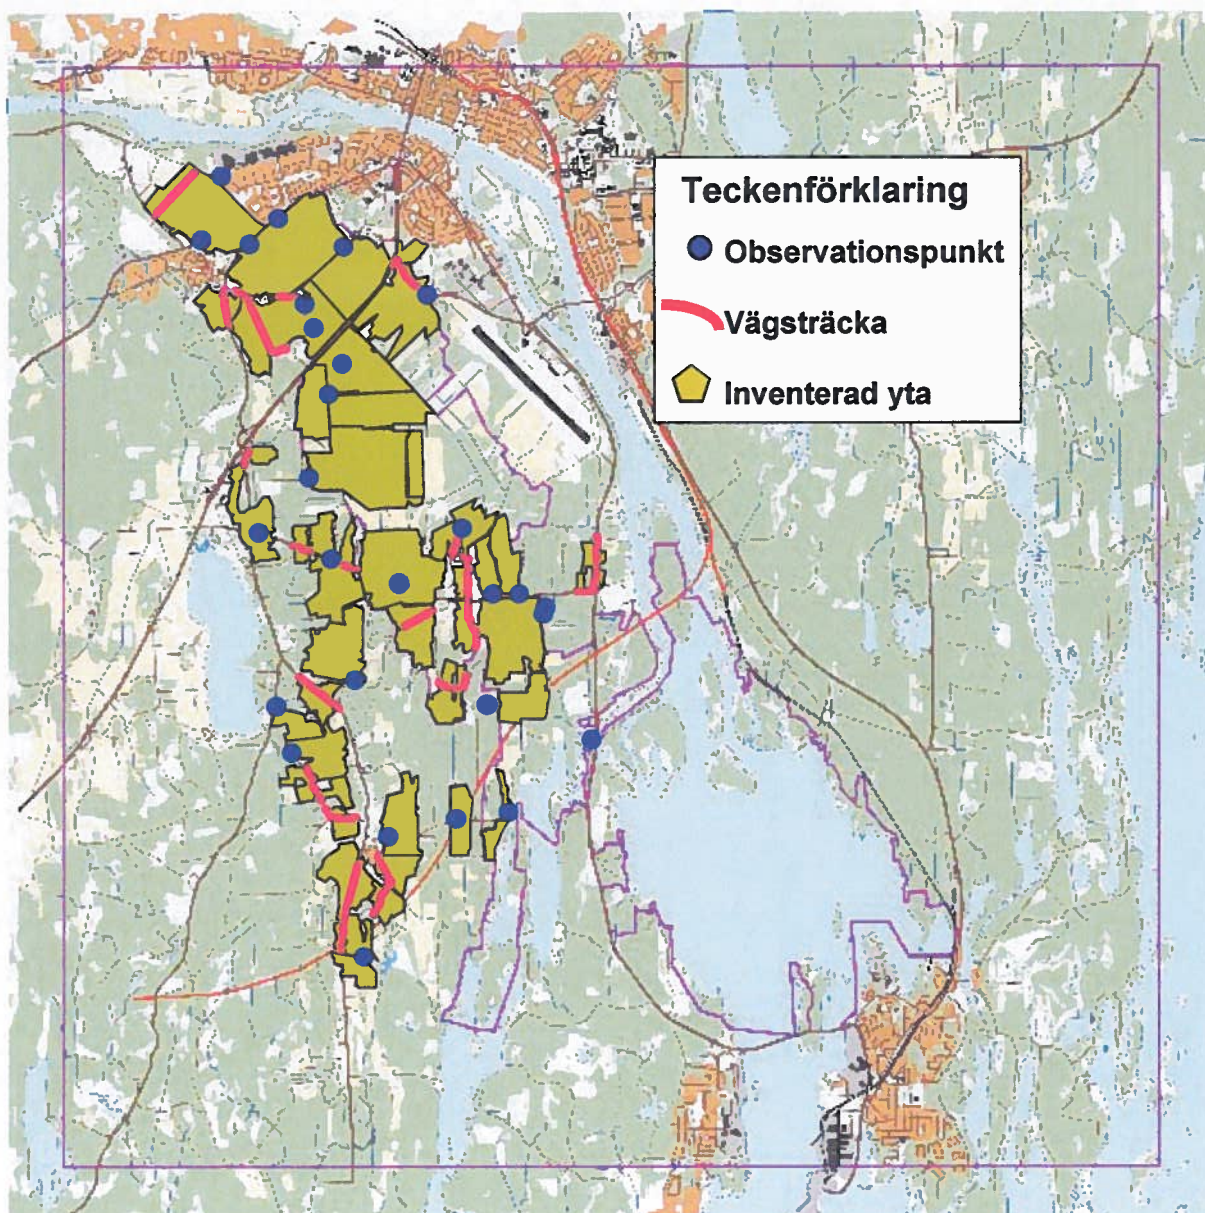 Teckenförklaring
Observationspunkt
Vägsträcka
Inventerad yta